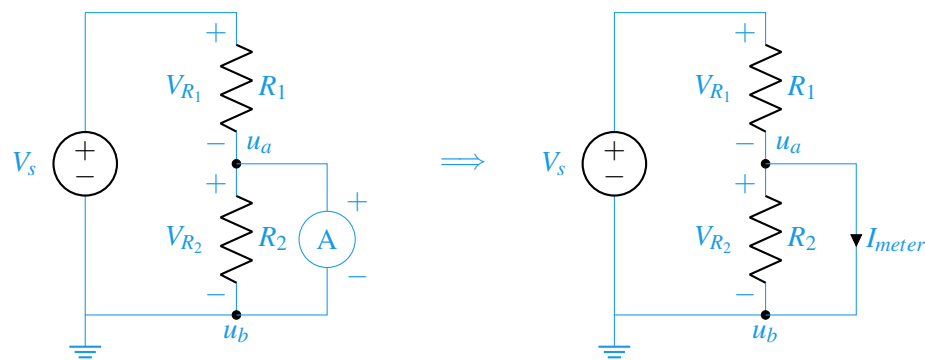 +
V_{R_1} R_1
− u_a
V_s + −
+
V_{R_2} R_2
+
A
−
−
u_b
⟹
+
V_{R_1} R_1
− u_a
V_s + −
+
V_{R_2} R_2 I_{meter}
−
u_b